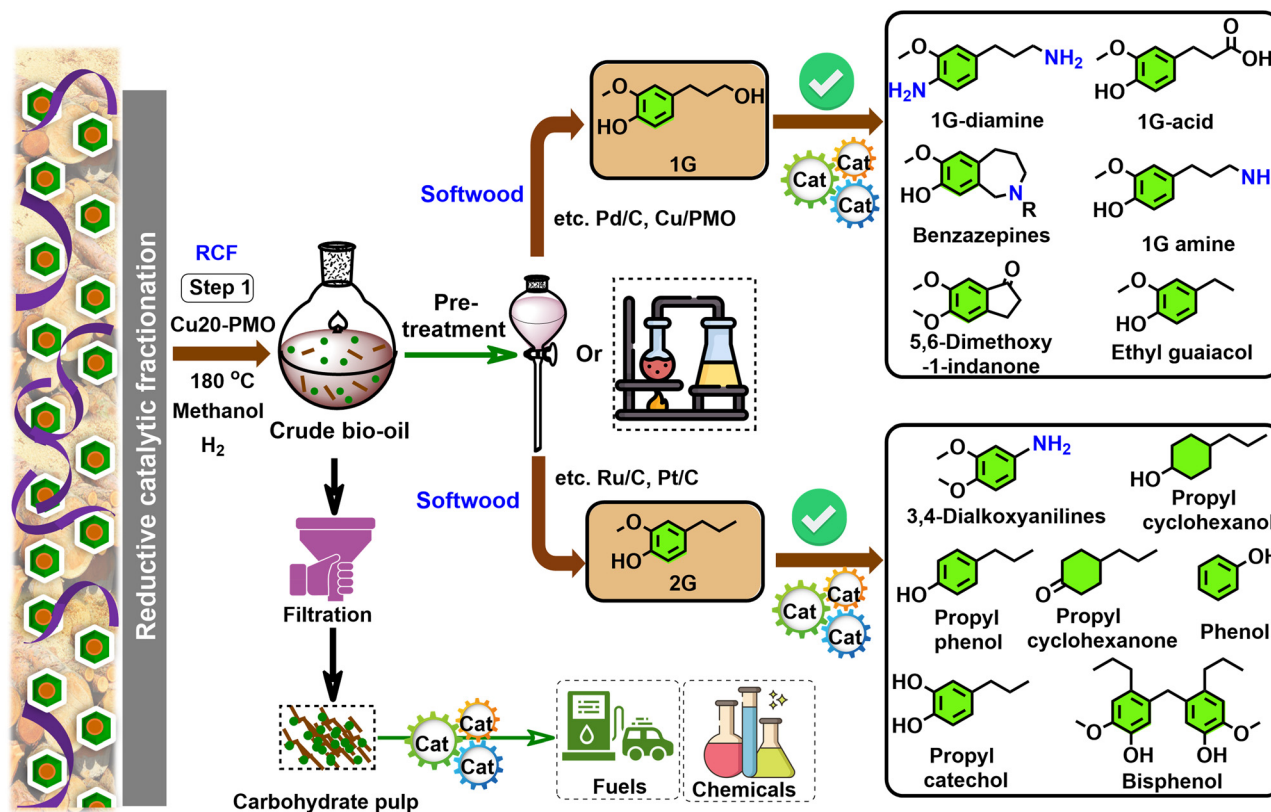 Reductive catalytic fractionation
RCF
Step 1
Cu20-PMO
180 °C
Methanol
H2
Crude bio-oil
Pre-
treatment
Filtration
Carbohydrate pulp
Cat
Cat
Cat
Fuels
Chemicals
Or
Softwood
etc. Pd/C, Cu/PMO
O
HO
OH
1G
Cat
Cat
Cat
Softwood
etc. Ru/C, Pt/C
O
HO
2G
Cat
Cat
Cat
O
H2N
NH2
1G-diamine
O
HO
O
OH
1G-acid
O
HO
N
R
Benzazepines
O
HO
NH
1G amine
O
O
O
5,6-Dimethoxy
-1-indanone
O
HO
Ethyl guaiacol
O
O
NH2
3,4-Dialkoxyanilines
HO
Propyl
cyclohexanol
HO
Propyl
phenol
O
Propyl
cyclohexanone
OH
Phenol
HO
HO
Propyl
catechol
O
OH
OH
O
Bisphenol